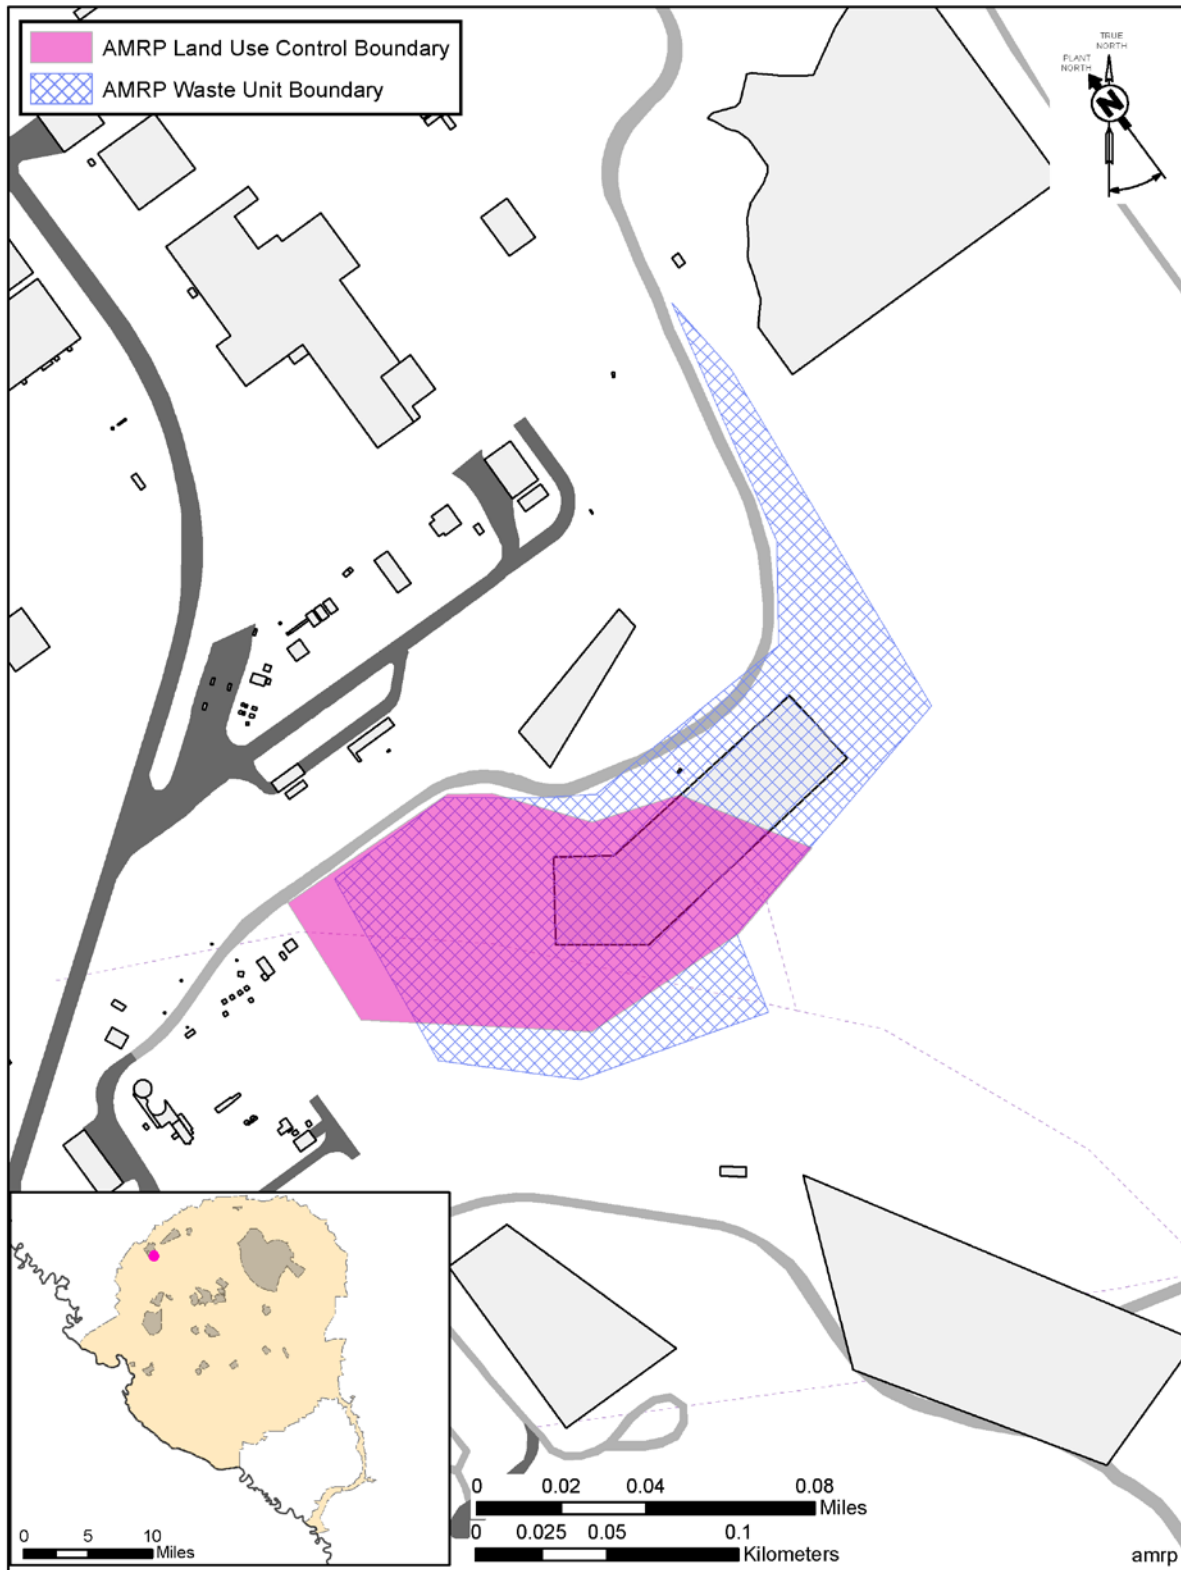 AMRP Land Use Control Boundary
AMRP Waste Unit Boundary
TRUE
NORTH
PLANT
NORTH
N
0 0.02 0.04 0.08
Miles
0 0.025 0.05 0.1
Kilometers
0 5 10
Miles
amrp